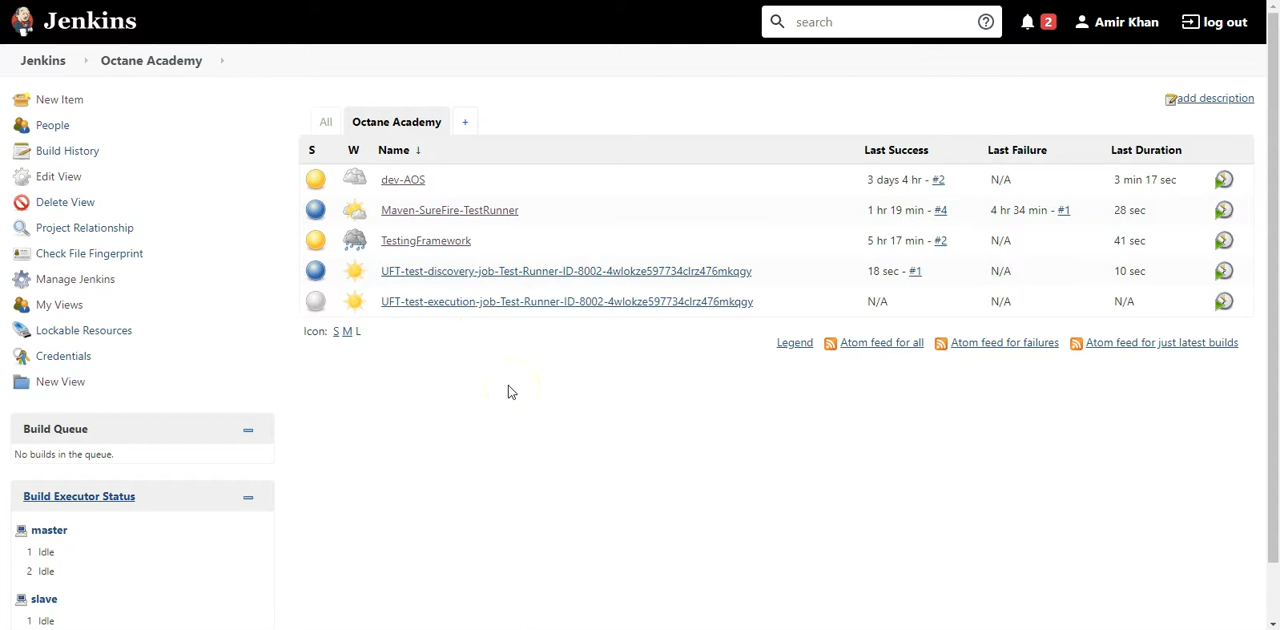 Jenkins
search
2
Amir Khan
log out
Jenkins
Octane Academy
New Item
People
Build History
Edit View
Delete View
Project Relationship
Check File Fingerprint
Manage Jenkins
My Views
Lockable Resources
Credentials
New View
Build Queue
No builds in the queue.
Build Executor Status
master
1 Idle
2 Idle
slave
1 Idle
add description
All Octane Academy +
S W Name ↓ Last Success Last Failure Last Duration
dev-AOS 3 days 4 hr - #2 N/A 3 min 17 sec
Maven-SureFire-TestRunner 1 hr 19 min - #4 4 hr 34 min - #1 28 sec
TestingFramework 5 hr 17 min - #2 N/A 41 sec
UFT-test-discovery-job-Test-Runner-ID-8002-4wlokze597734clrz476mkqgy 18 sec - #1 N/A 10 sec
UFT-test-execution-job-Test-Runner-ID-8002-4wlokze597734clrz476mkqgy N/A N/A N/A
Icon: S M L
Legend Atom feed for all Atom feed for failures Atom feed for just latest builds